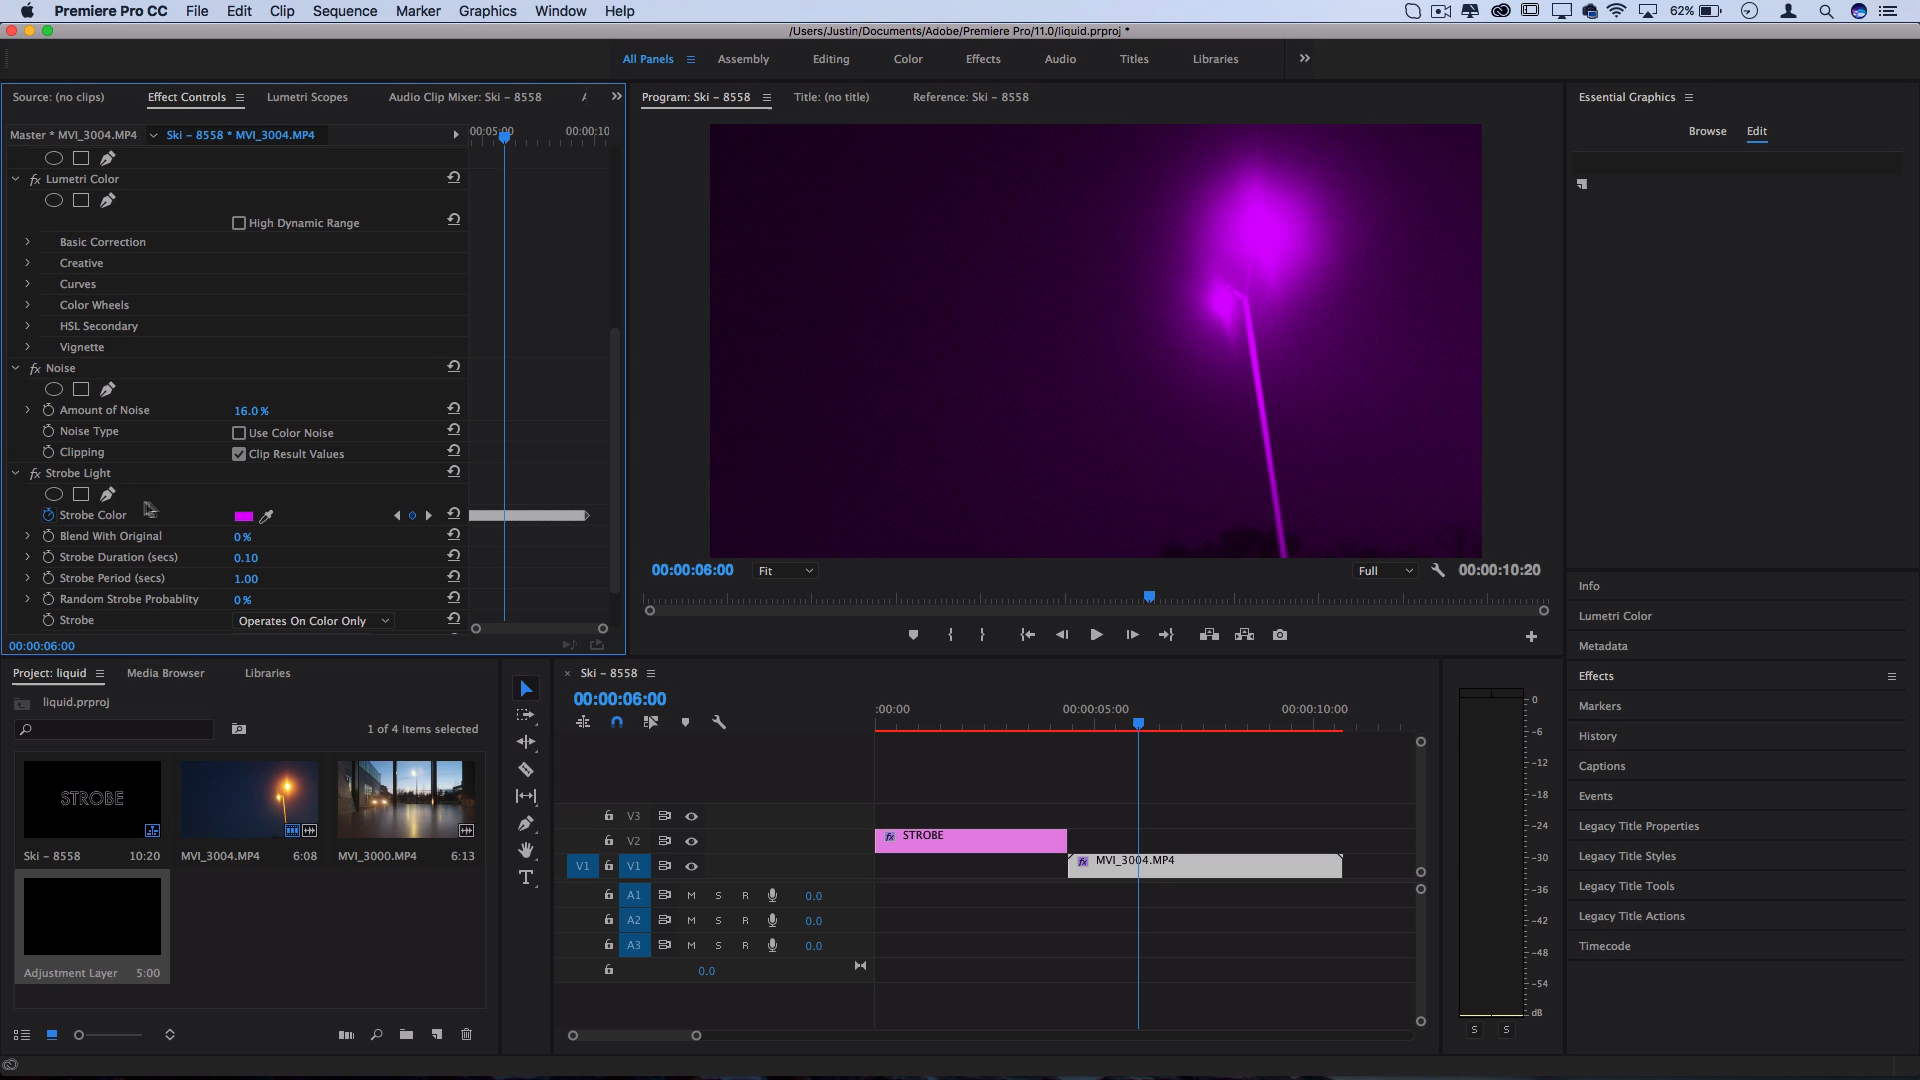 Premiere Pro CC File Edit Clip Sequence Marker Graphics Window Help 62%
/Users/Justin/Documents/Adobe/Premiere Pro/11.0/liquid.prproj *
All Panels Assembly Editing Color Effects Audio Titles Libraries
Source: (no clips) Effect Controls Lumetri Scopes Audio Clip Mixer: Ski – 8558
Program: Ski – 8558 Title: (no title) Reference: Ski – 8558
Essential Graphics
Browse Edit
Master * MVI_3004.MP4 Ski – 8558 * MVI_3004.MP4
00:05:00 00:00:10
fx Lumetri Color
High Dynamic Range
Basic Correction
Creative
Curves
Color Wheels
HSL Secondary
Vignette
fx Noise
Amount of Noise 16.0 %
Noise Type Use Color Noise
Clipping Clip Result Values
fx Strobe Light
Strobe Color
Blend With Original 0 %
Strobe Duration (secs) 0.10
Strobe Period (secs) 1.00
Random Strobe Probablity 0 %
Strobe Operates On Color Only
00:00:06:00
00:00:06:00 Fit Full 00:00:10:20
Info
Lumetri Color
Metadata
Effects
Markers
History
Captions
Events
Legacy Title Properties
Legacy Title Styles
Legacy Title Tools
Legacy Title Actions
Timecode
Project: liquid Media Browser Libraries
liquid.prproj
1 of 4 items selected
STROBE
Ski – 8558 10:20 MVI_3004.MP4 6:08 MVI_3000.MP4 6:13
Adjustment Layer 5:00
× Ski – 8558
00:00:06:00
:00:00 00:00:05:00 00:00:10:00
V3
V2 fx STROBE
V1 V1 fx MVI_3004.MP4
A1 M S R 0.0
A2 M S R 0.0
A3 M S R 0.0
0.0
0
-6
-12
-18
-24
-30
-36
-42
-48
-54
dB
S S